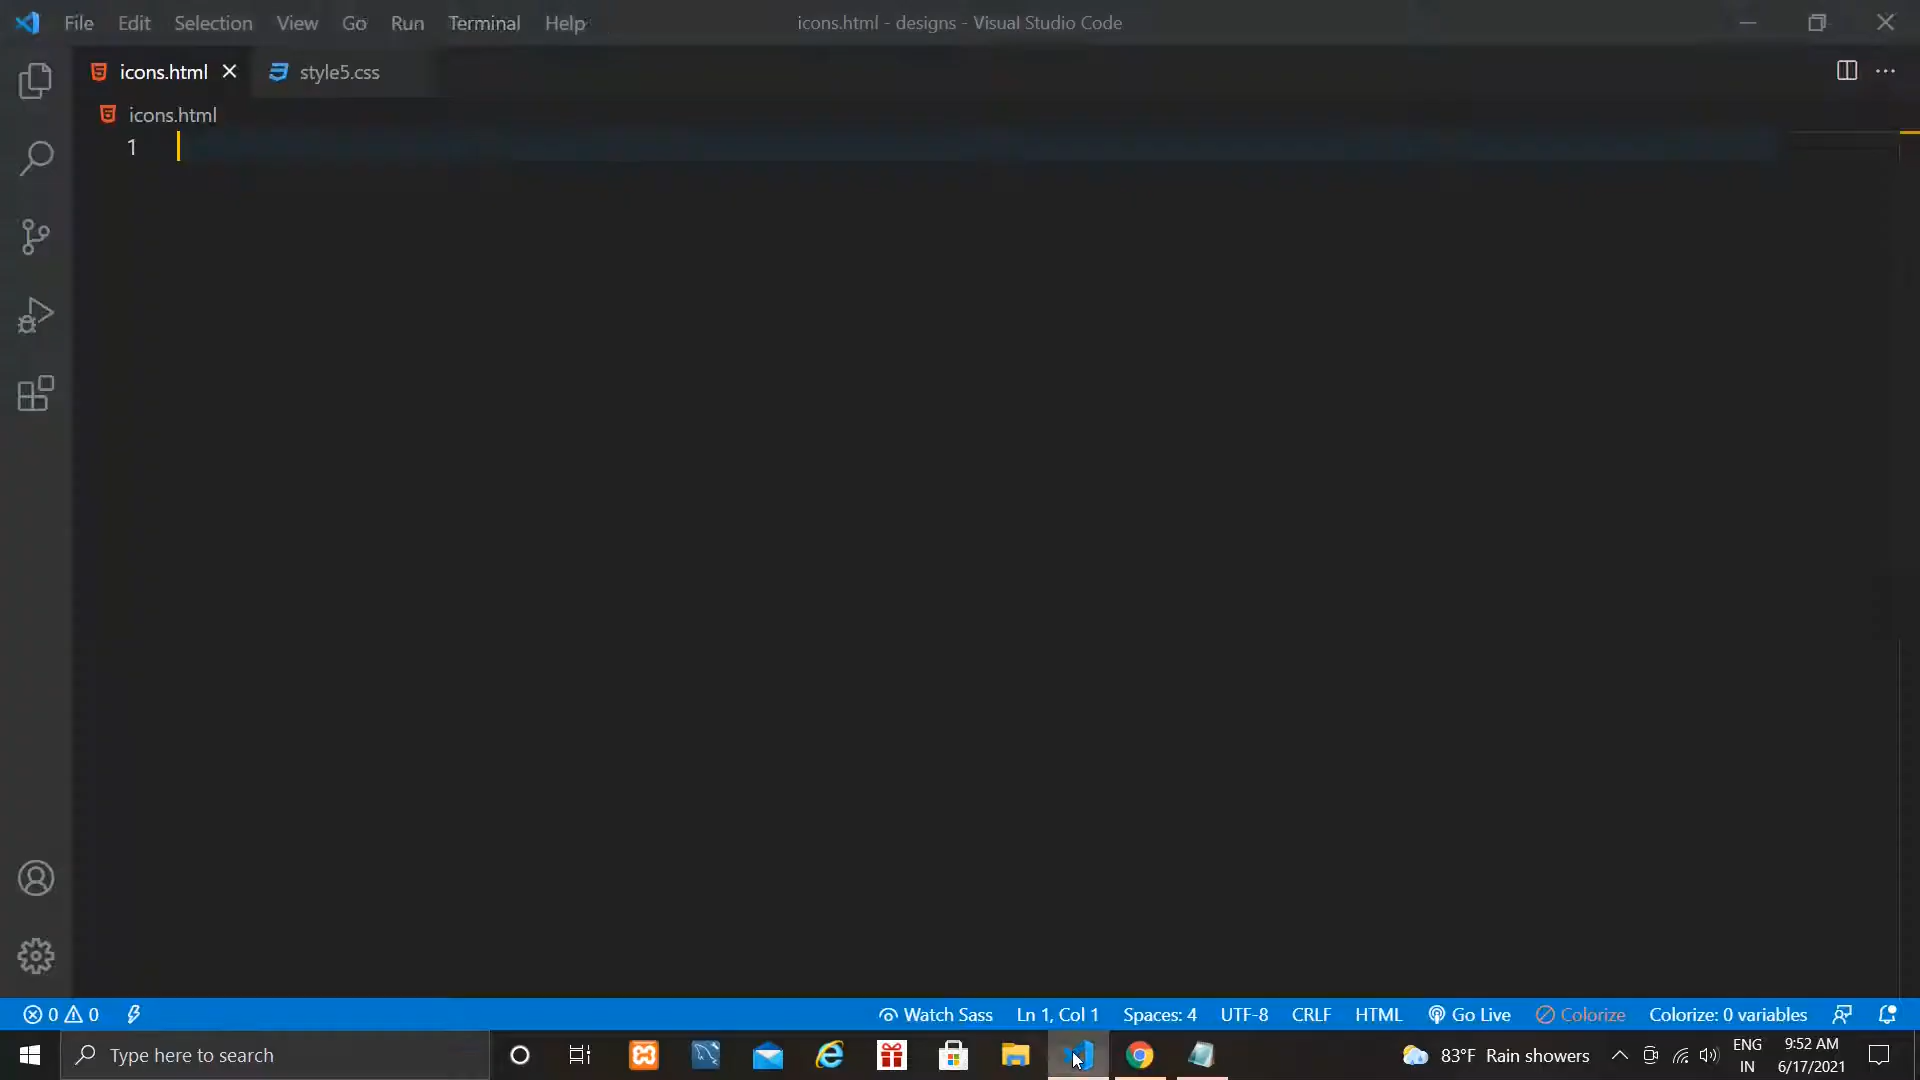 File Edit Selection View Go Run Terminal Help icons.html - designs - Visual Studio Code
icons.html style5.css
icons.html
1
0 0 Watch Sass Ln 1, Col 1 Spaces: 4 UTF-8 CRLF HTML Go Live Colorize Colorize: 0 variables
Type here to search 83°F Rain showers ENG 9:52 AM
IN 6/17/2021